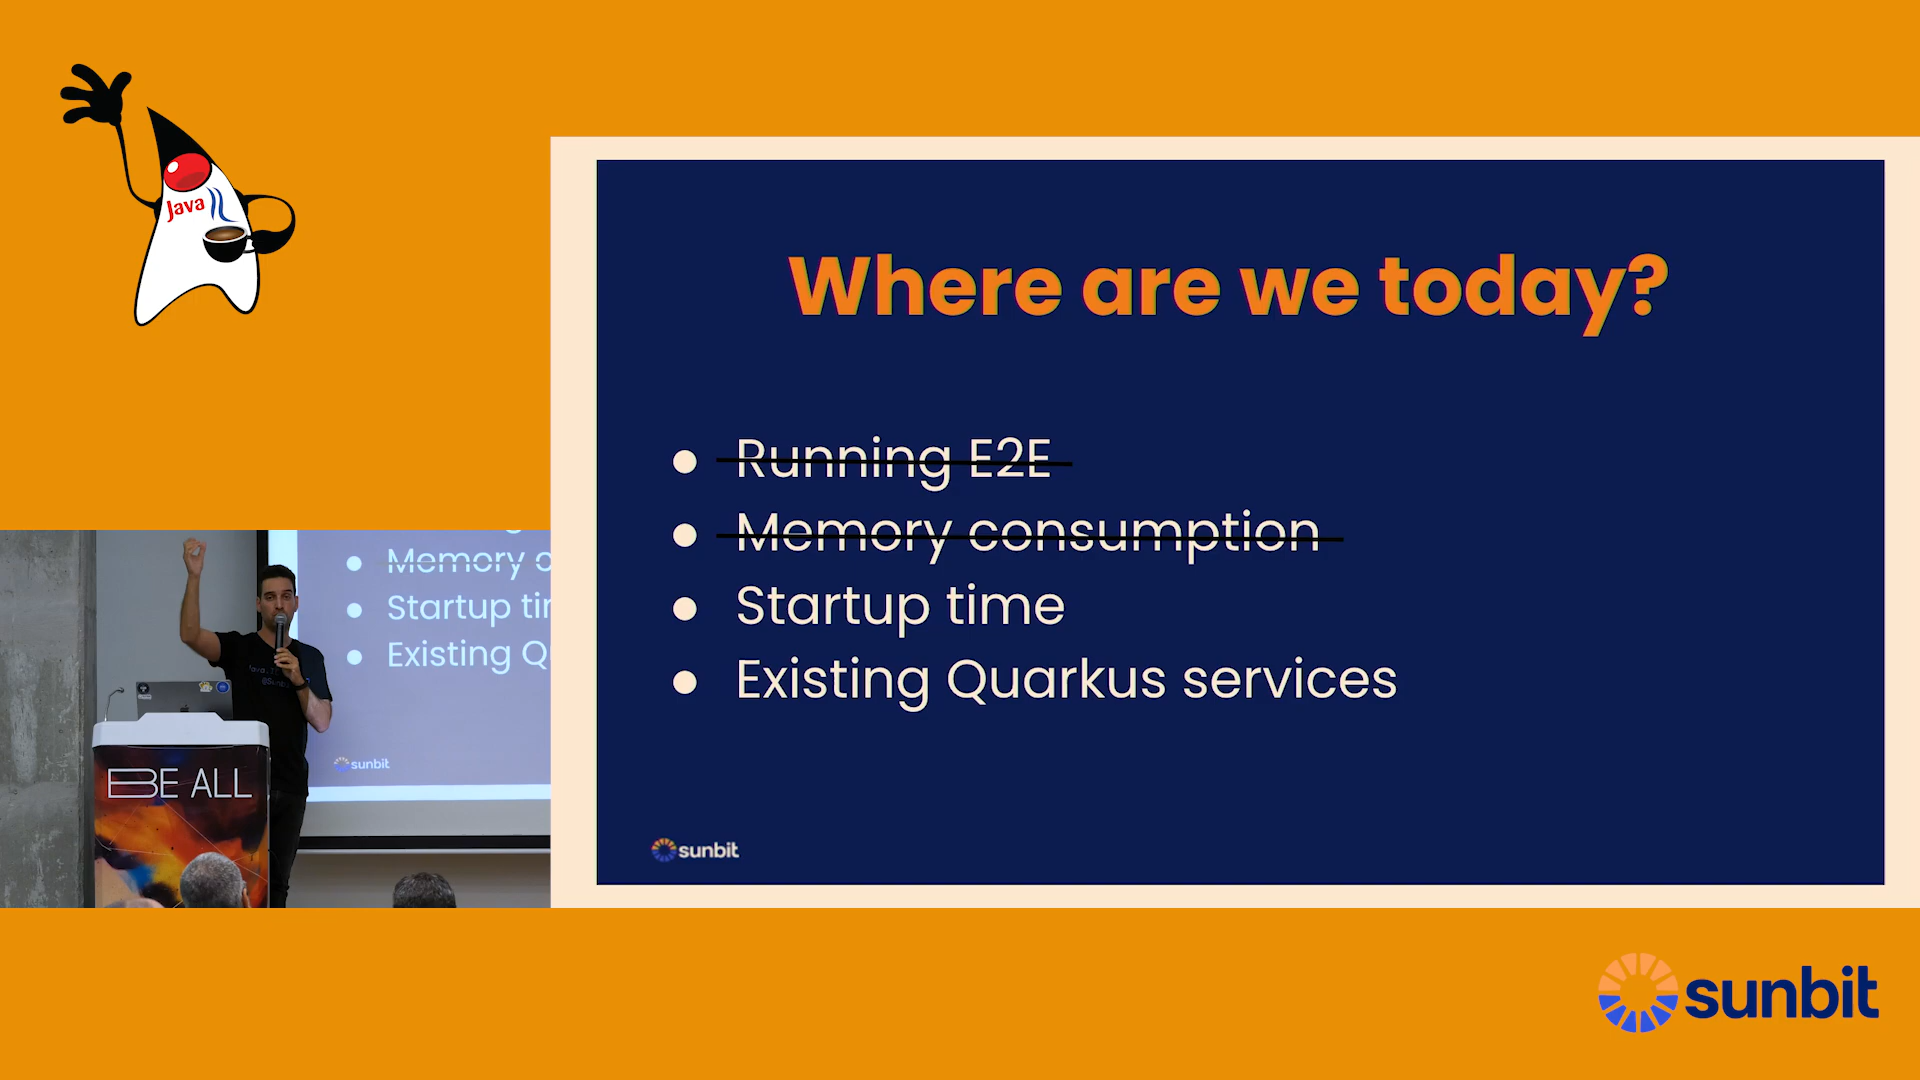 Java
Where are we today?
Running E2E
Memory consumption
Startup time
Existing Quarkus services
sunbit
Memory c
Startup ti
Existing Q
sunbit
BE ALL
sunbit